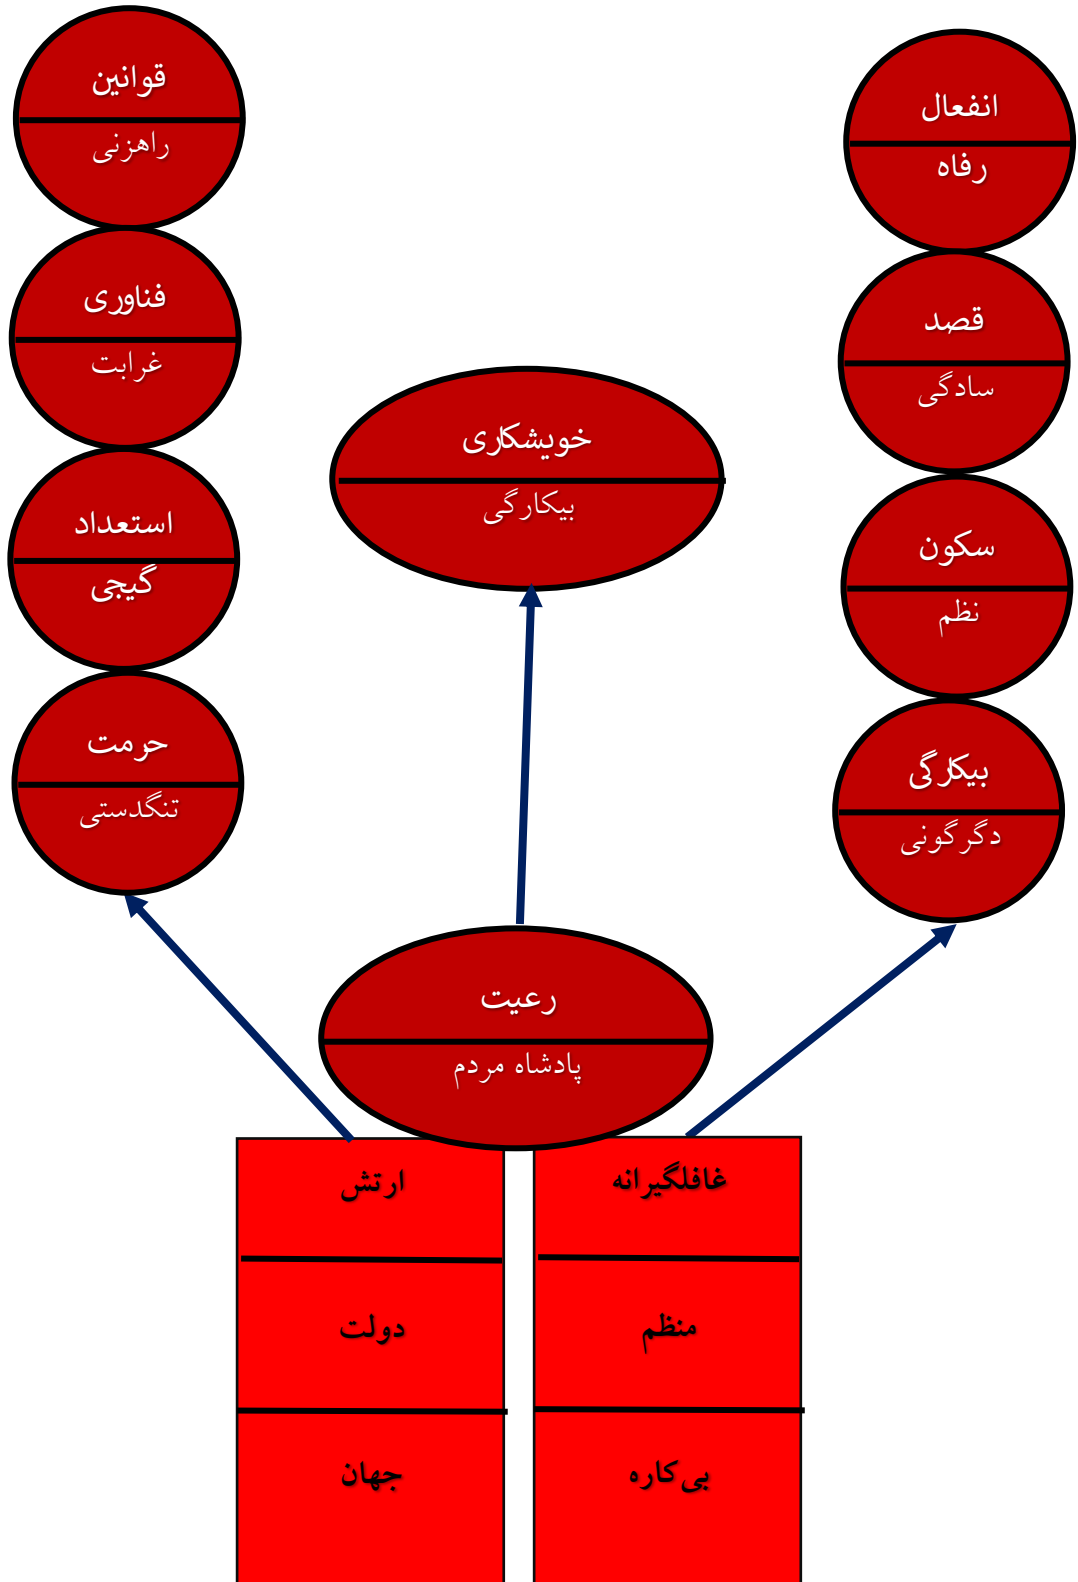 انفعال
رفاه
قصد
سادگی
سکون
نظم
بیکارگی
دگرگونی
خویشکاری
بیکارگی
قوانین
راهزنی
فناوری
غرابت
استعداد
گیجی
حرمت
تنگدستی
رعیت
پادشاه مردم
غافلگیرانه
منظم
بی‌کاره
ارتش
دولت
جهان